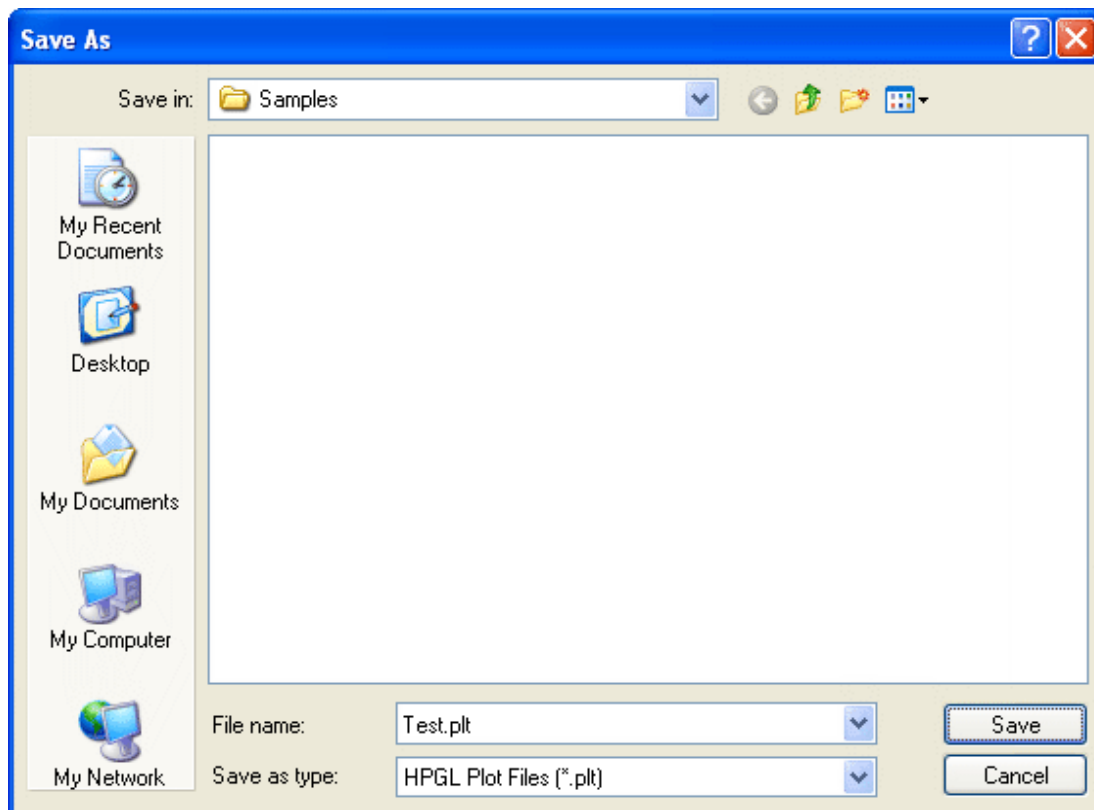 Save As
Save in: Samples
My Recent
Documents
Desktop
My Documents
My Computer
My Network
File name: Test.plt Save
Save as type: HPGL Plot Files (*.plt) Cancel